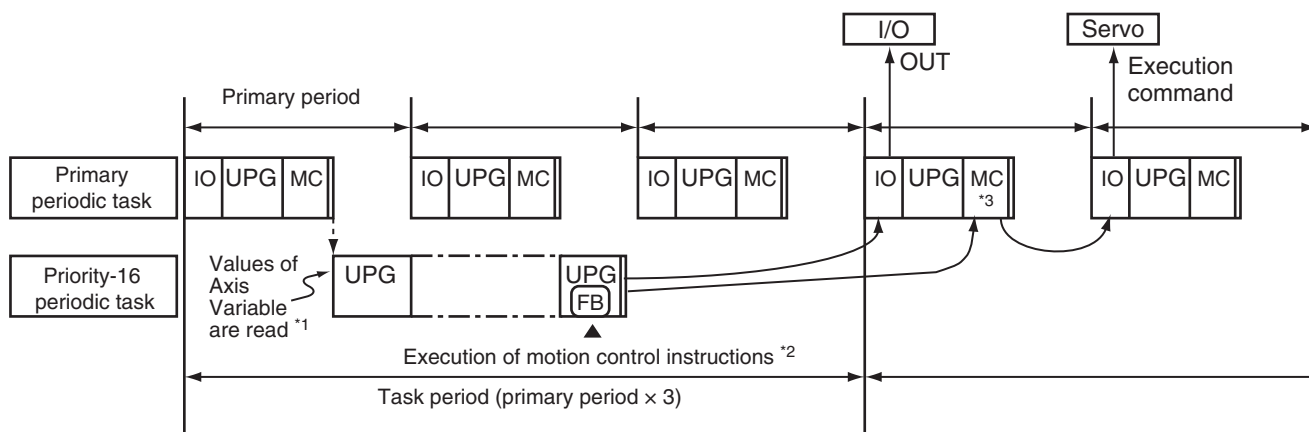 I/O
Servo
OUT
Execution
command
Primary period
Primary
periodic task
IO UPG MC
IO UPG MC
IO UPG MC
IO UPG MC
*3
IO UPG MC
Priority-16
periodic task
Values of
Axis
Variable
are read *1
UPG
UPG
FB
Execution of motion control instructions *2
Task period (primary period × 3)